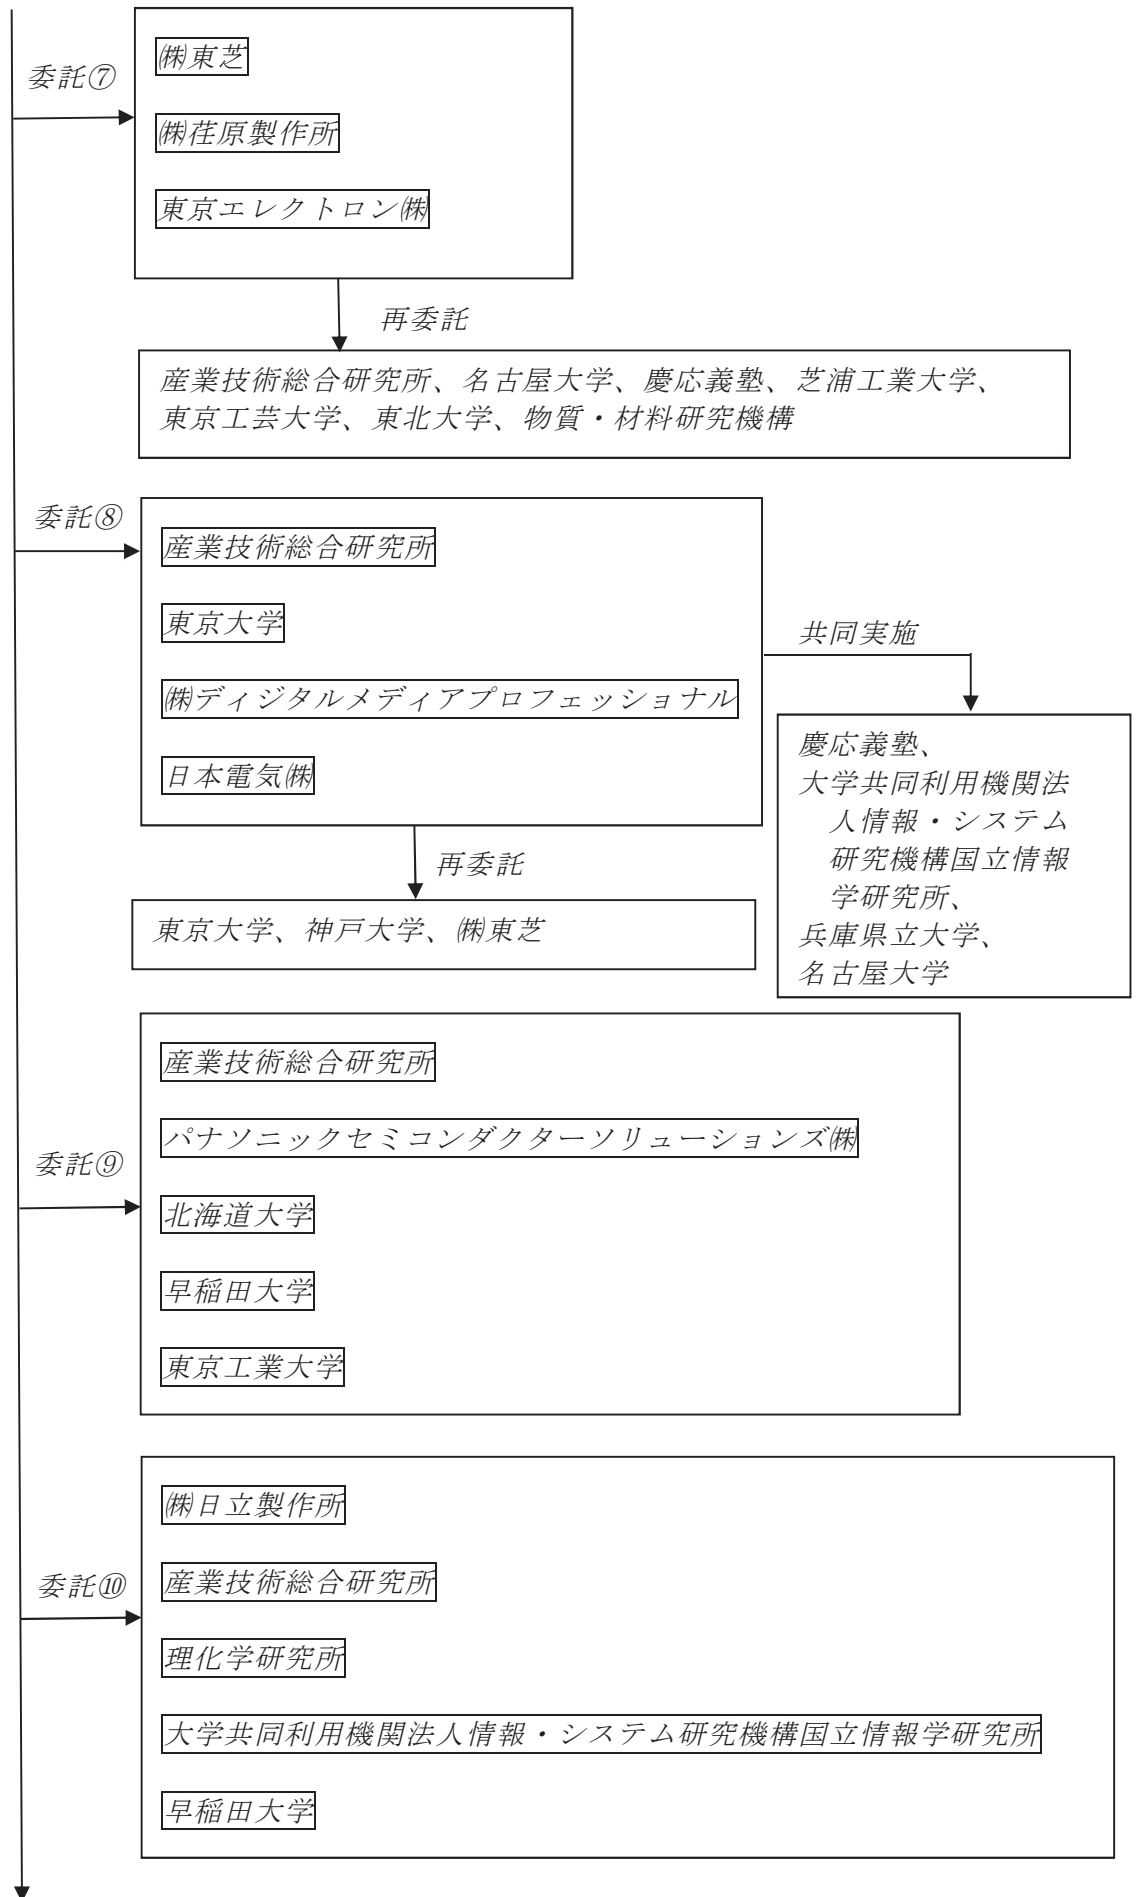 委託⑦
㈱東芝
㈱荏原製作所
東京エレクトロン㈱
再委託
産業技術総合研究所、名古屋大学、慶応義塾、芝浦工業大学、
東京工芸大学、東北大学、物質・材料研究機構
委託⑧
産業技術総合研究所
東京大学
㈱ディジタルメディアプロフェッショナル
日本電気㈱
共同実施
慶応義塾、
大学共同利用機関法
人情報・システム
研究機構国立情報
学研究所、
兵庫県立大学、
名古屋大学
再委託
東京大学、神戸大学、㈱東芝
委託⑨
産業技術総合研究所
パナソニックセミコンダクターソリューションズ㈱
北海道大学
早稲田大学
東京工業大学
委託⑩
㈱日立製作所
産業技術総合研究所
理化学研究所
大学共同利用機関法人情報・システム研究機構国立情報学研究所
早稲田大学